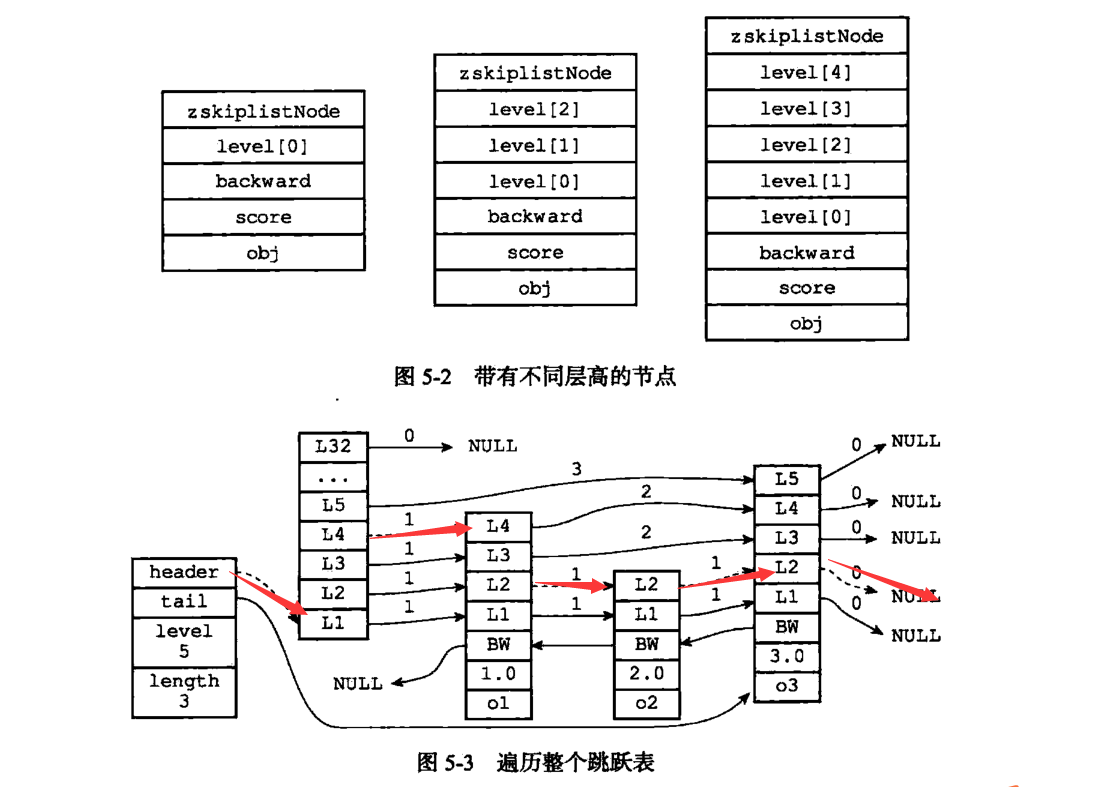 zskiplistNode
level[0]
backward
score
obj
zskiplistNode
level[2]
level[1]
level[0]
backward
score
obj
zskiplistNode
level[4]
level[3]
level[2]
level[1]
level[0]
backward
score
obj
图 5-2 带有不同层高的节点
header
tail
level
5
length
3
L32
...
L5
L4
L3
L2
L1
0
NULL
3
1
1
1
1
L4
L3
L2
L1
BW
1.0
o1
NULL
2
2
1
1
L2
L1
BW
2.0
o2
1
1
L5
L4
L3
L2
L1
BW
3.0
o3
0
NULL
0
NULL
0
NULL
0
NULL
0
NULL
图 5-3 遍历整个跳跃表